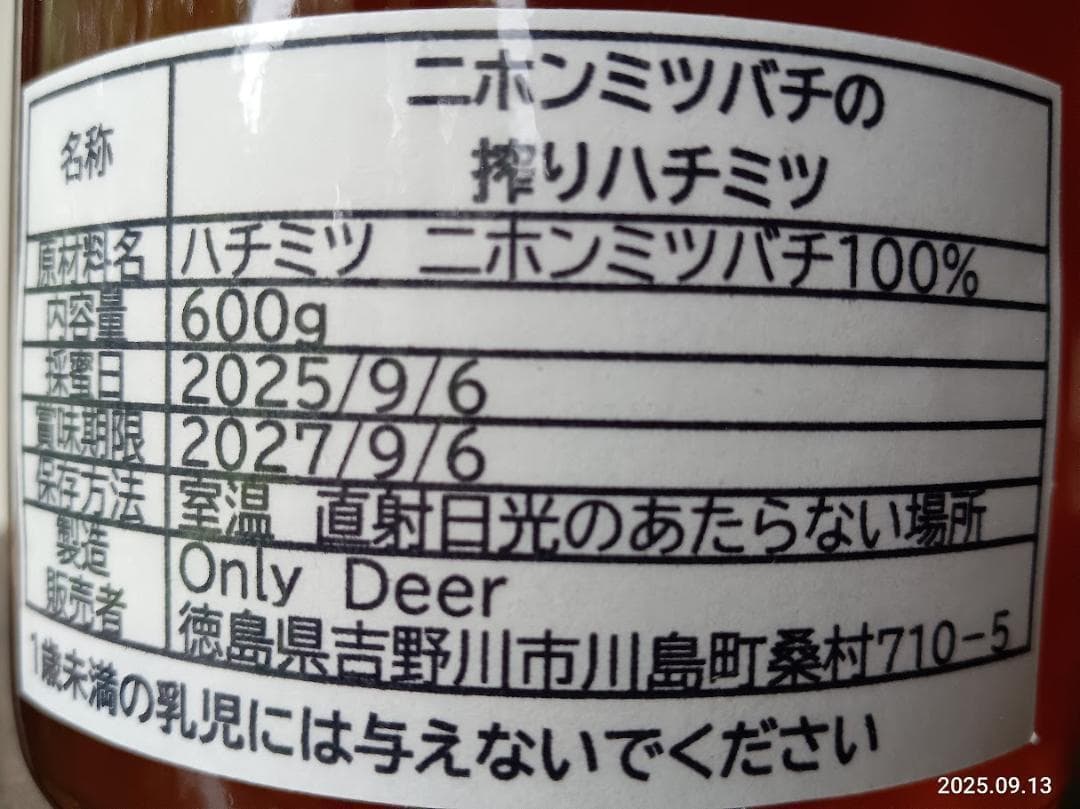 名称 ニホンミツバチの
搾りハチミツ
原材料名 ハチミツ ニホンミツバチ100%
内容量 600g
採蜜日 2025/9/6
賞味期限 2027/9/6
保存方法 室温 直射日光のあたらない場所
製造
販売者
Only Deer
徳島県吉野川市川島町桑村710-5
1歳未満の乳児には与えないでください
2025.09.13